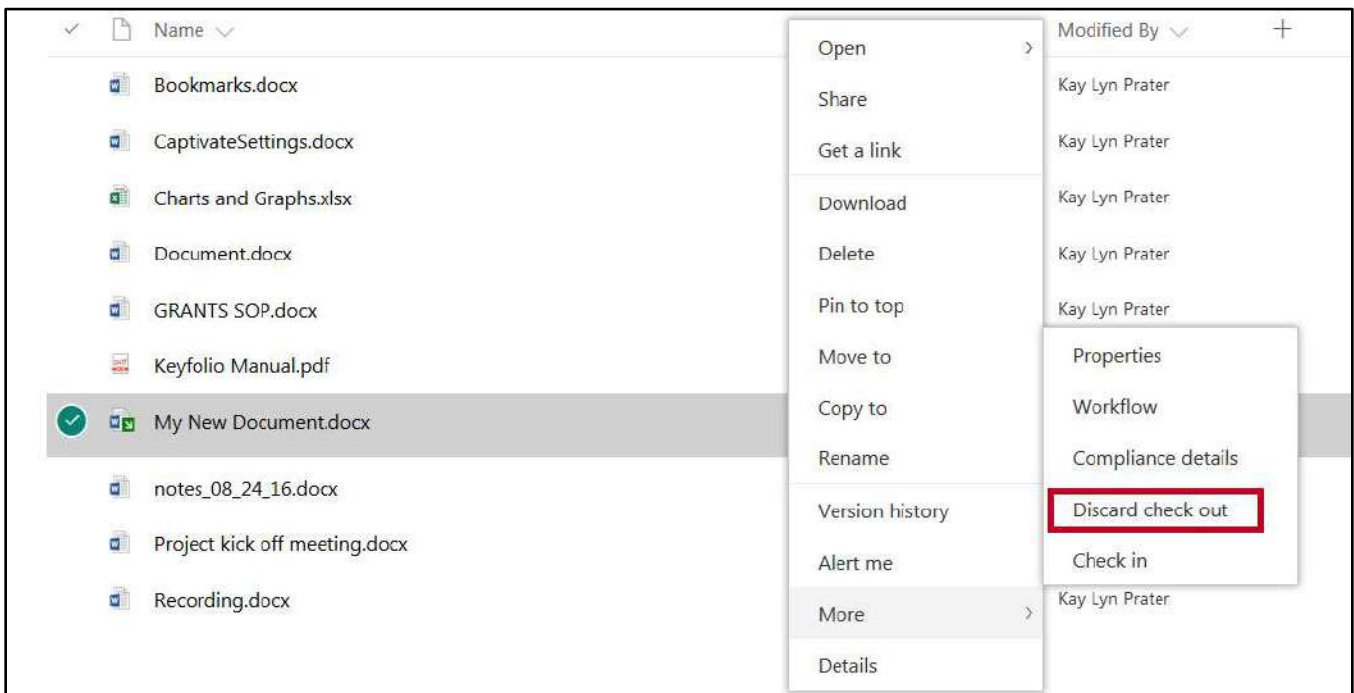 Name
Modified By
Bookmarks.docx
Kay Lyn Prater
CaptivateSettings.docx
Kay Lyn Prater
Charts and Graphs.xlsx
Kay Lyn Prater
Document.docx
Kay Lyn Prater
GRANTS SOP.docx
Kay Lyn Prater
Keyfolio Manual.pdf
My New Document.docx
notes_08_24_16.docx
Project kick off meeting.docx
Recording.docx
Kay Lyn Prater
Open
Share
Get a link
Download
Delete
Pin to top
Move to
Copy to
Rename
Version history
Alert me
More
Details
Properties
Workflow
Compliance details
Discard check out
Check in